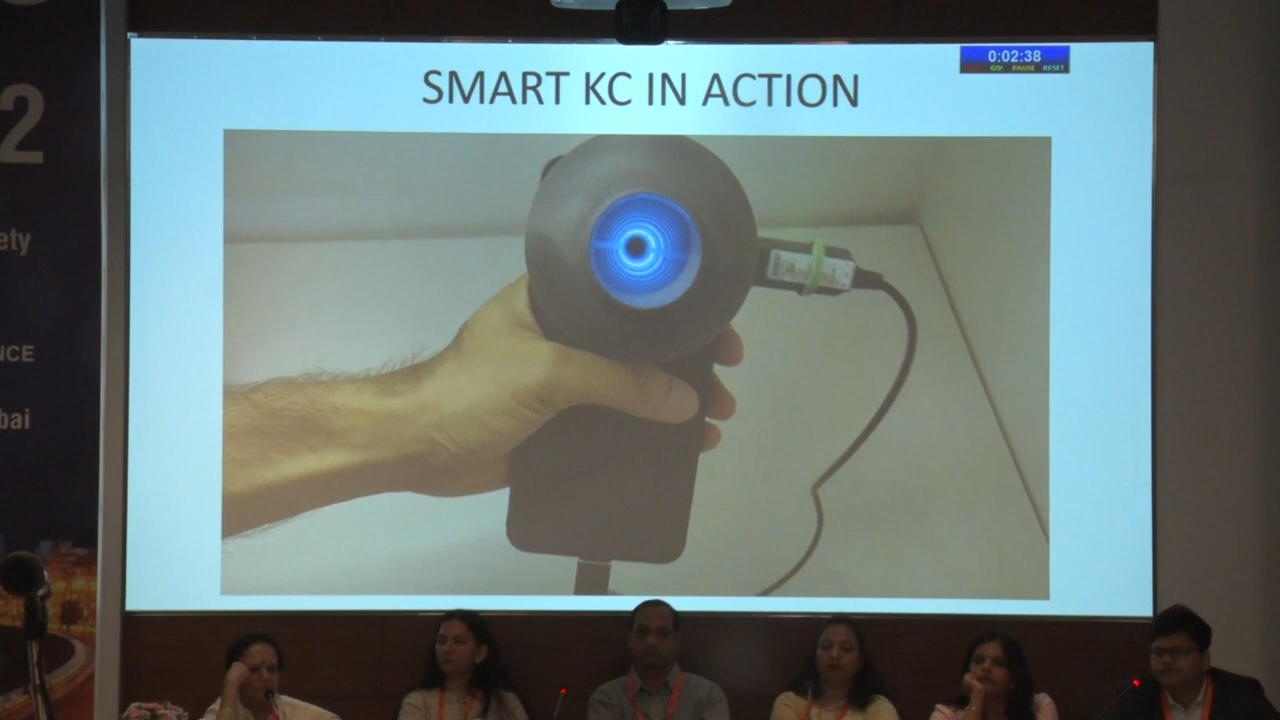 2
ety
NCE
bai
0:02:38
GO! PAUSE RESET
SMART KC IN ACTION